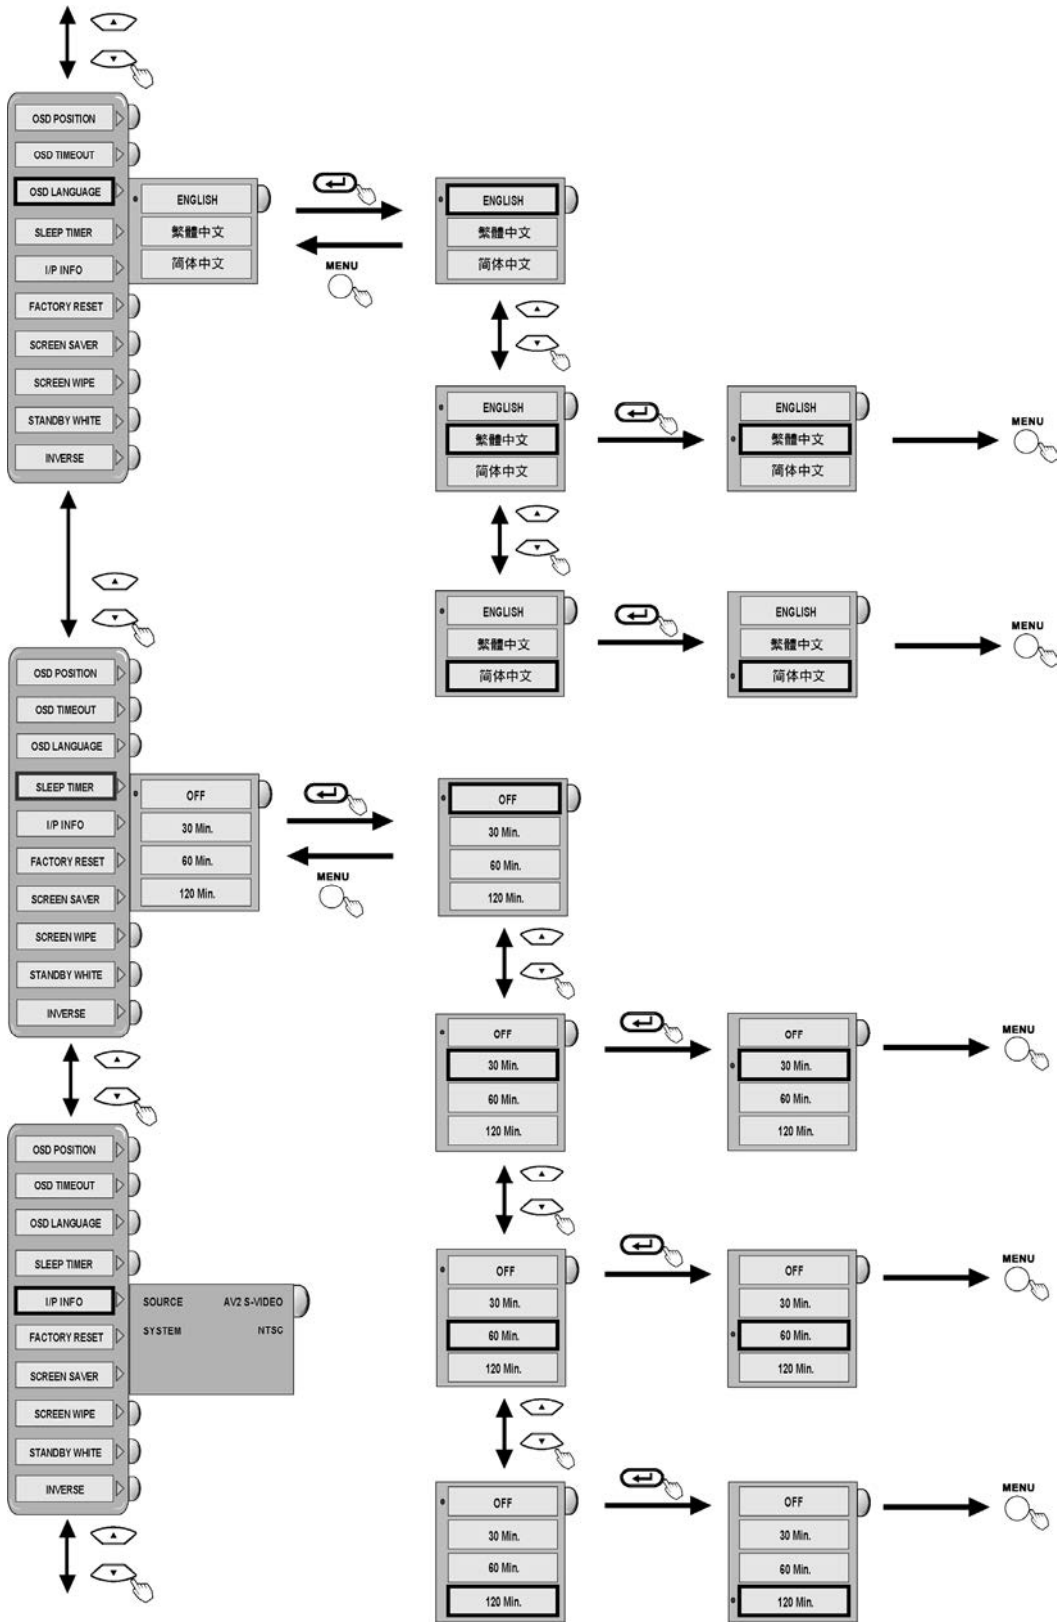 OSD POSITION
OSD TIMEOUT
OSD LANGUAGE
SLEEP TIMER
I/P INFO
FACTORY RESET
SCREEN SAVER
SCREEN WIPE
STANDBY WHITE
INVERSE
ENGLISH
繁體中文
简体中文
MENU
ENGLISH
繁體中文
简体中文
ENGLISH
繁體中文
简体中文
ENGLISH
繁體中文
简体中文
MENU
ENGLISH
繁體中文
简体中文
ENGLISH
繁體中文
简体中文
MENU
OSD POSITION
OSD TIMEOUT
OSD LANGUAGE
SLEEP TIMER
I/P INFO
FACTORY RESET
SCREEN SAVER
SCREEN WIPE
STANDBY WHITE
INVERSE
OFF
30 Min.
60 Min.
120 Min.
MENU
OFF
30 Min.
60 Min.
120 Min.
OFF
30 Min.
60 Min.
120 Min.
OFF
30 Min.
60 Min.
120 Min.
MENU
OSD POSITION
OSD TIMEOUT
OSD LANGUAGE
SLEEP TIMER
I/P INFO
FACTORY RESET
SCREEN SAVER
SCREEN WIPE
STANDBY WHITE
INVERSE
SOURCE AV2 S-VIDEO
SYSTEM NTSC
OFF
30 Min.
60 Min.
120 Min.
OFF
30 Min.
60 Min.
120 Min.
MENU
OFF
30 Min.
60 Min.
120 Min.
OFF
30 Min.
60 Min.
120 Min.
MENU